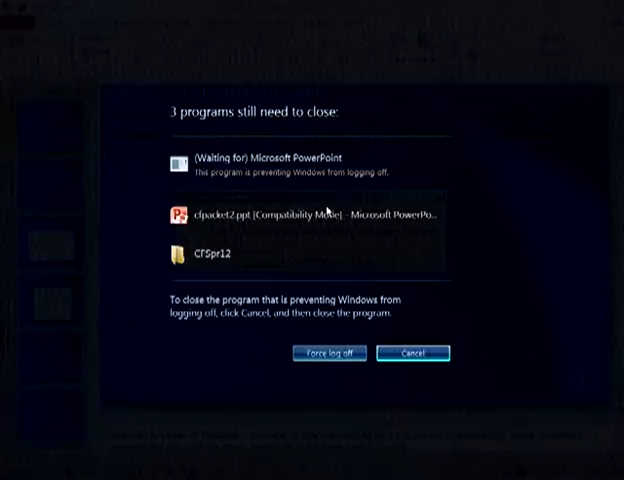 3 programs still need to close:
(Waiting for) Microsoft PowerPoint
This program is preventing Windows from logging off.
cfpacket2.ppt [Compatibility Mode] - Microsoft PowerPo...
CFSpr12
To close the program that is preventing Windows from
logging off, click Cancel, and then close the program.
Force log off
Cancel